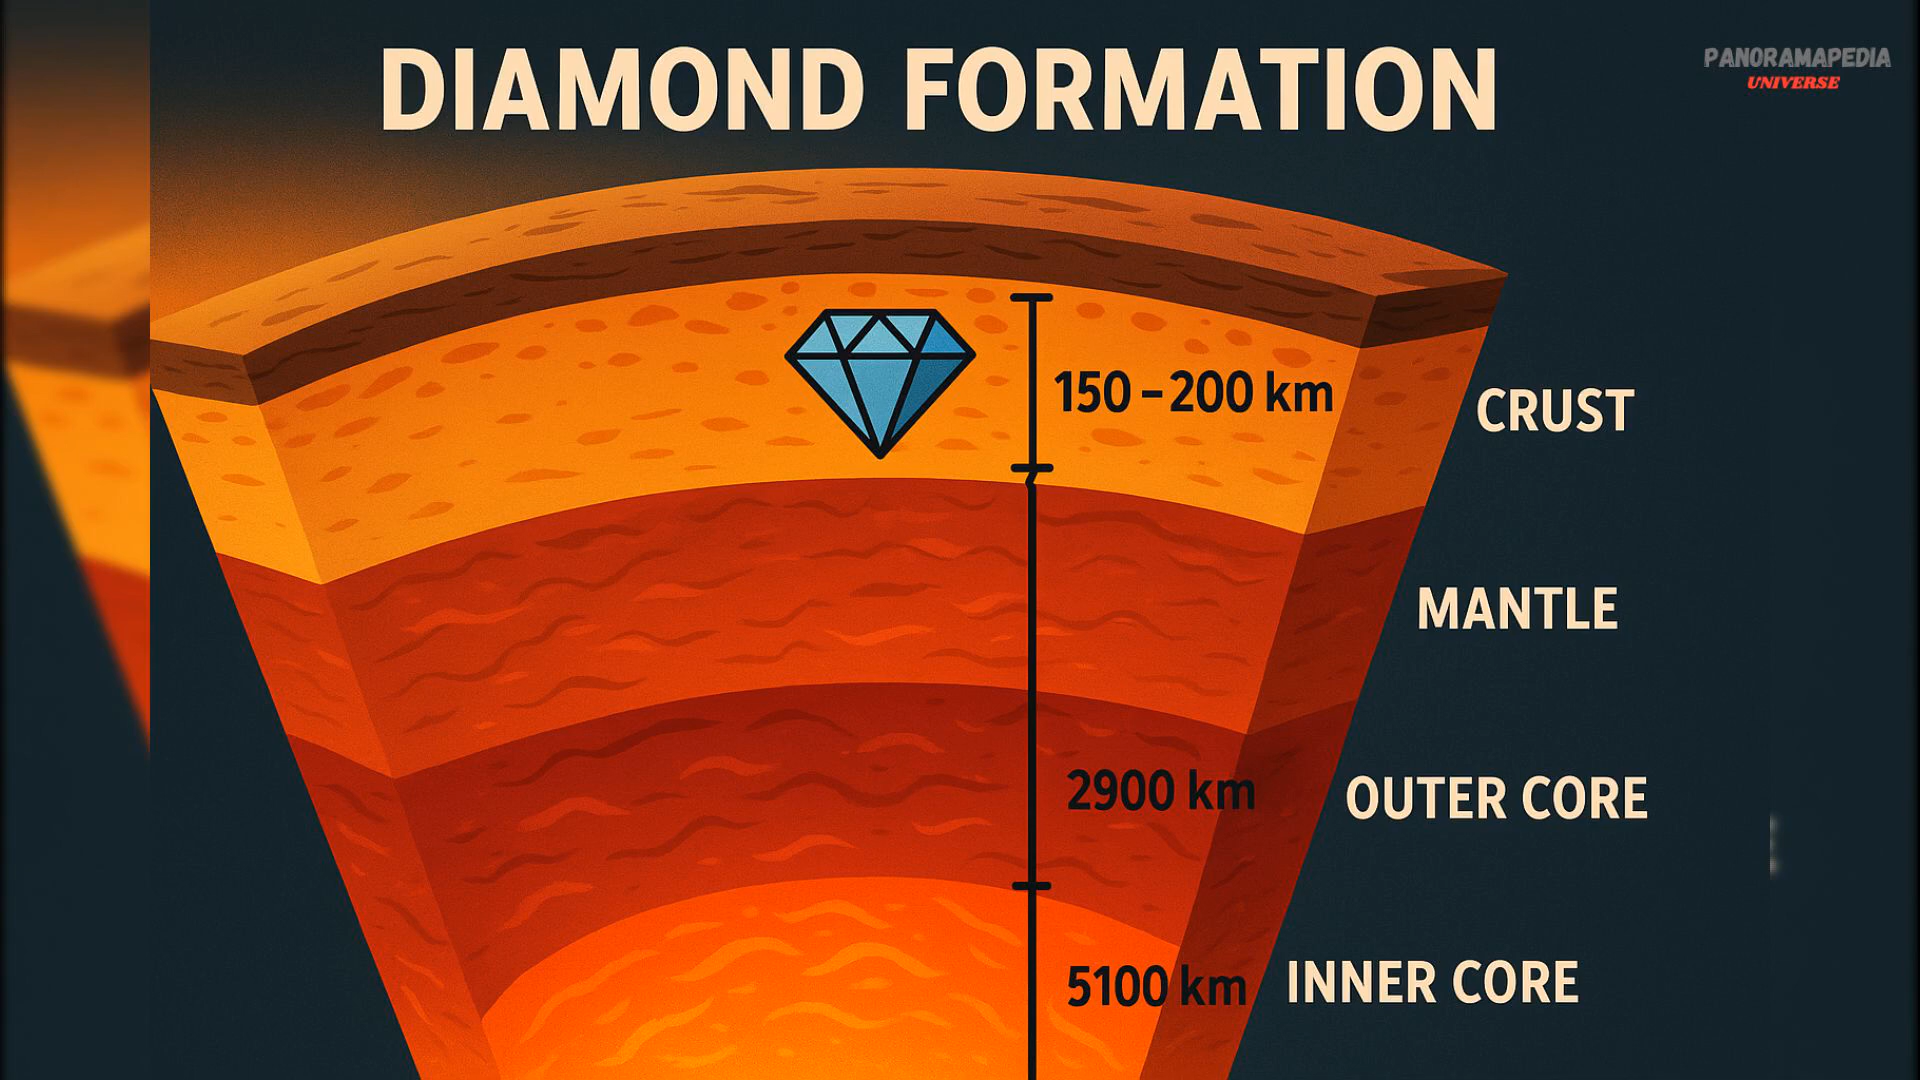 DIAMOND FORMATION
PANORAMAPEDIA
UNIVERSE
150-200 km
CRUST
MANTLE
2900 km
OUTER CORE
5100 km
INNER CORE